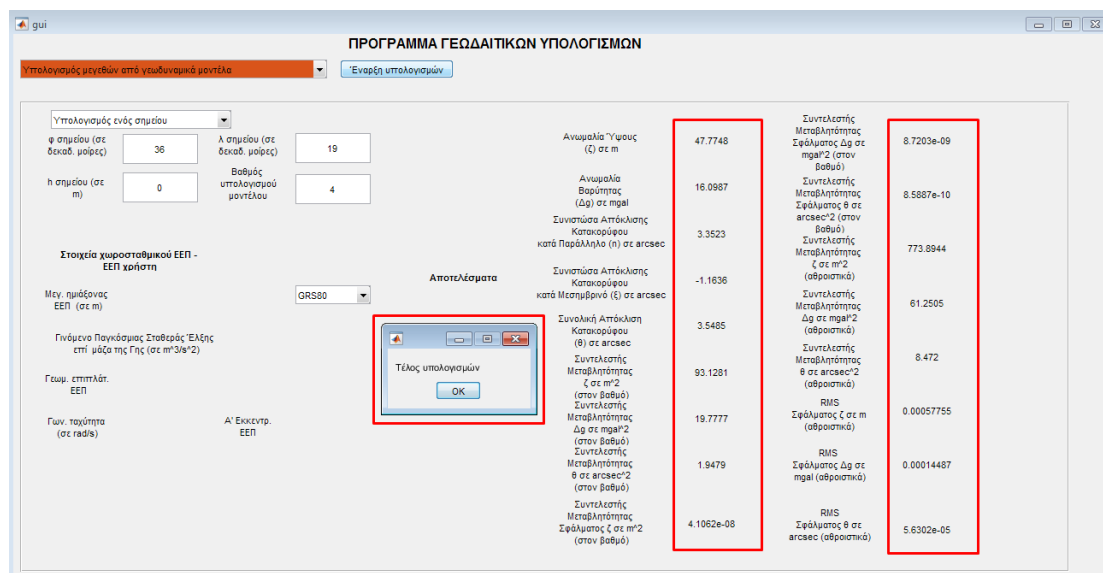 gui
ΠΡΟΓΡΑΜΜΑ ΓΕΩΔΑΙΤΙΚΩΝ ΥΠΟΛΟΓΙΣΜΩΝ
Υπολογισμός μεγεθών από γεωδυναμικά μοντέλα
Έναρξη υπολογισμών
Υπολογισμός ενός σημείου
φ σημείου (σε
δεκαδ. μοίρες)
36
λ σημείου (σε
δεκαδ. μοίρες)
19
h σημείου (σε
m)
0
Βαθμός
υπολογισμού
μοντέλου
4
Στοιχεία χωροσταθμικού ΕΕΠ -
ΕΕΠ χρήστη
Μεγ. ημιάξονας
ΕΕΠ (σε m)
GRS80
Γινόμενο Παγκόσμιας Σταθεράς Έλξης
επί μάζα της Γης (σε m^3/s^2)
Γεωμ. επιπλάτ.
ΕΕΠ
Γων. ταχύτητα
(σε rad/s)
Α' Εκκεντρ.
ΕΕΠ
Αποτελέσματα
Τέλος υπολογισμών
OK
Ανωμαλία Ύψους
(ζ) σε m
47.7748
Ανωμαλία
Βαρύτητας
(Δg) σε mgal
16.0987
Συνιστώσα Απόκλισης
Κατακορύφου
κατά Παράλληλο (η) σε arcsec
3.3523
Συνιστώσα Απόκλισης
Κατακορύφου
κατά Μεσημβρινό (ξ) σε arcsec
-1.1636
Συνολική Απόκλιση
Κατακορύφου
(θ) σε arcsec
3.5485
Συντελεστής
Μεταβλητότητας
ζ σε m^2
(στον βαθμό)
93.1281
Συντελεστής
Μεταβλητότητας
Δg σε mgal^2
(στον βαθμό)
19.7777
Συντελεστής
Μεταβλητότητας
θ σε arcsec^2
(στον βαθμό)
1.9479
Συντελεστής
Μεταβλητότητας
Σφάλματος ζ σε m^2
(στον βαθμό)
4.1062e-08
Συντελεστής
Μεταβλητότητας
Σφάλματος Δg σε
mgal^2 (στον
βαθμό)
8.7203e-09
Συντελεστής
Μεταβλητότητας
Σφάλματος θ σε
arcsec^2 (στον
βαθμό)
8.5887e-10
Συντελεστής
Μεταβλητότητας
ζ σε m^2
(αθροιστικά)
773.8944
Συντελεστής
Μεταβλητότητας
Δg σε mgal^2
(αθροιστικά)
61.2505
Συντελεστής
Μεταβλητότητας
θ σε arcsec^2
(αθροιστικά)
8.472
RMS
Σφάλματος ζ σε m
(αθροιστικά)
0.00057755
RMS
Σφάλματος Δg σε
mgal (αθροιστικά)
0.00014487
RMS
Σφάλματος θ σε
arcsec (αθροιστικά)
5.6302e-05